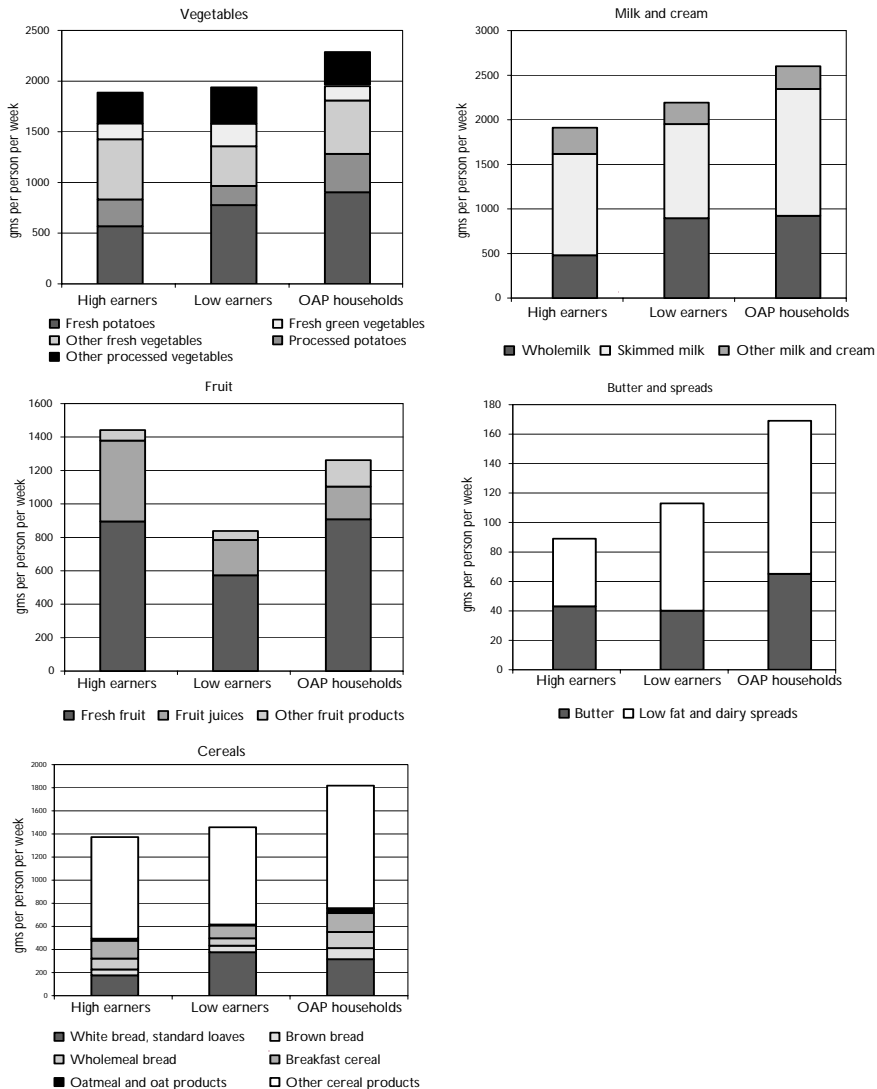 Vegetables
2500
2000
1500
1000
500
0
gms per person per week
High earners Low earners OAP households
Fresh potatoes Fresh green vegetables
Other fresh vegetables Processed potatoes
Other processed vegetables
Milk and cream
3000
2500
2000
1500
1000
500
0
gms per person per week
High earners Low earners OAP households
Wholemilk Skimmed milk Other milk and cream
Fruit
1600
1400
1200
1000
800
600
400
200
0
gms per person per week
High earners Low earners OAP households
Fresh fruit Fruit juices Other fruit products
Butter and spreads
180
160
140
120
100
80
60
40
20
0
gms per person per week
High earners Low earners OAP households
Butter Low fat and dairy spreads
Cereals
2000
1800
1600
1400
1200
1000
800
600
400
200
0
gms per person per week
High earners Low earners OAP households
White bread, standard loaves Brown bread
Wholemeal bread Breakfast cereal
Oatmeal and oat products Other cereal products